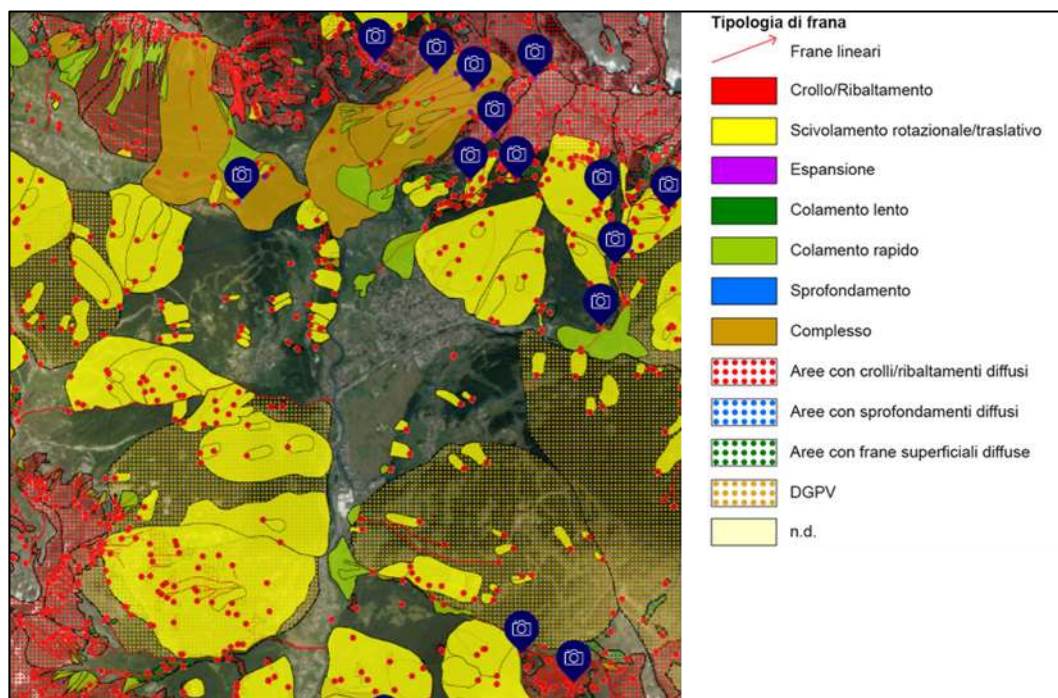 Tipologia di frana
Frane lineari
Crollo/Ribaltamento
Scivolamento rotazionale/traslativo
Espansione
Colamento lento
Colamento rapido
Sprofondamento
Complesso
Aree con crolli/ribaltamenti diffusi
Aree con sprofondamenti diffusi
Aree con frane superficiali diffuse
DGPV
n.d.